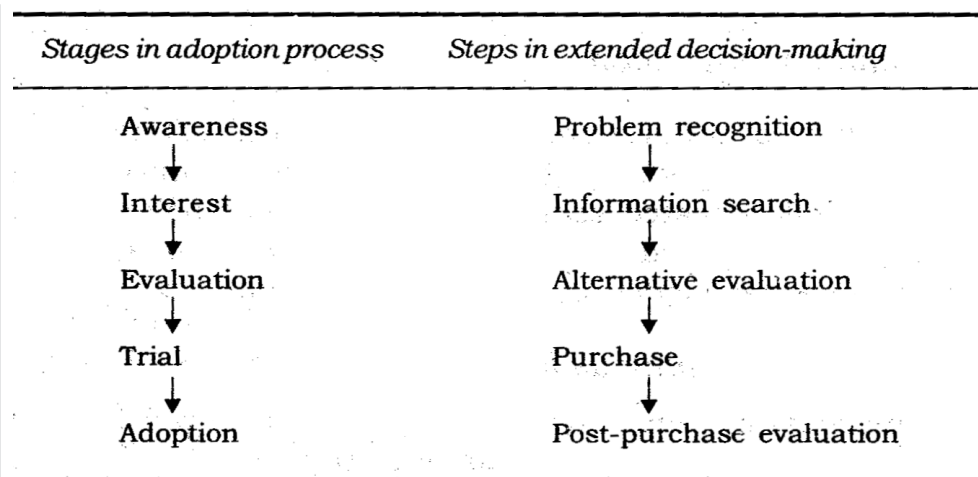 Stages in adoption process Steps in extended decision-making
Awareness Problem recognition
Interest Information search
Evaluation Alternative evaluation
Trial Purchase
Adoption Post-purchase evaluation